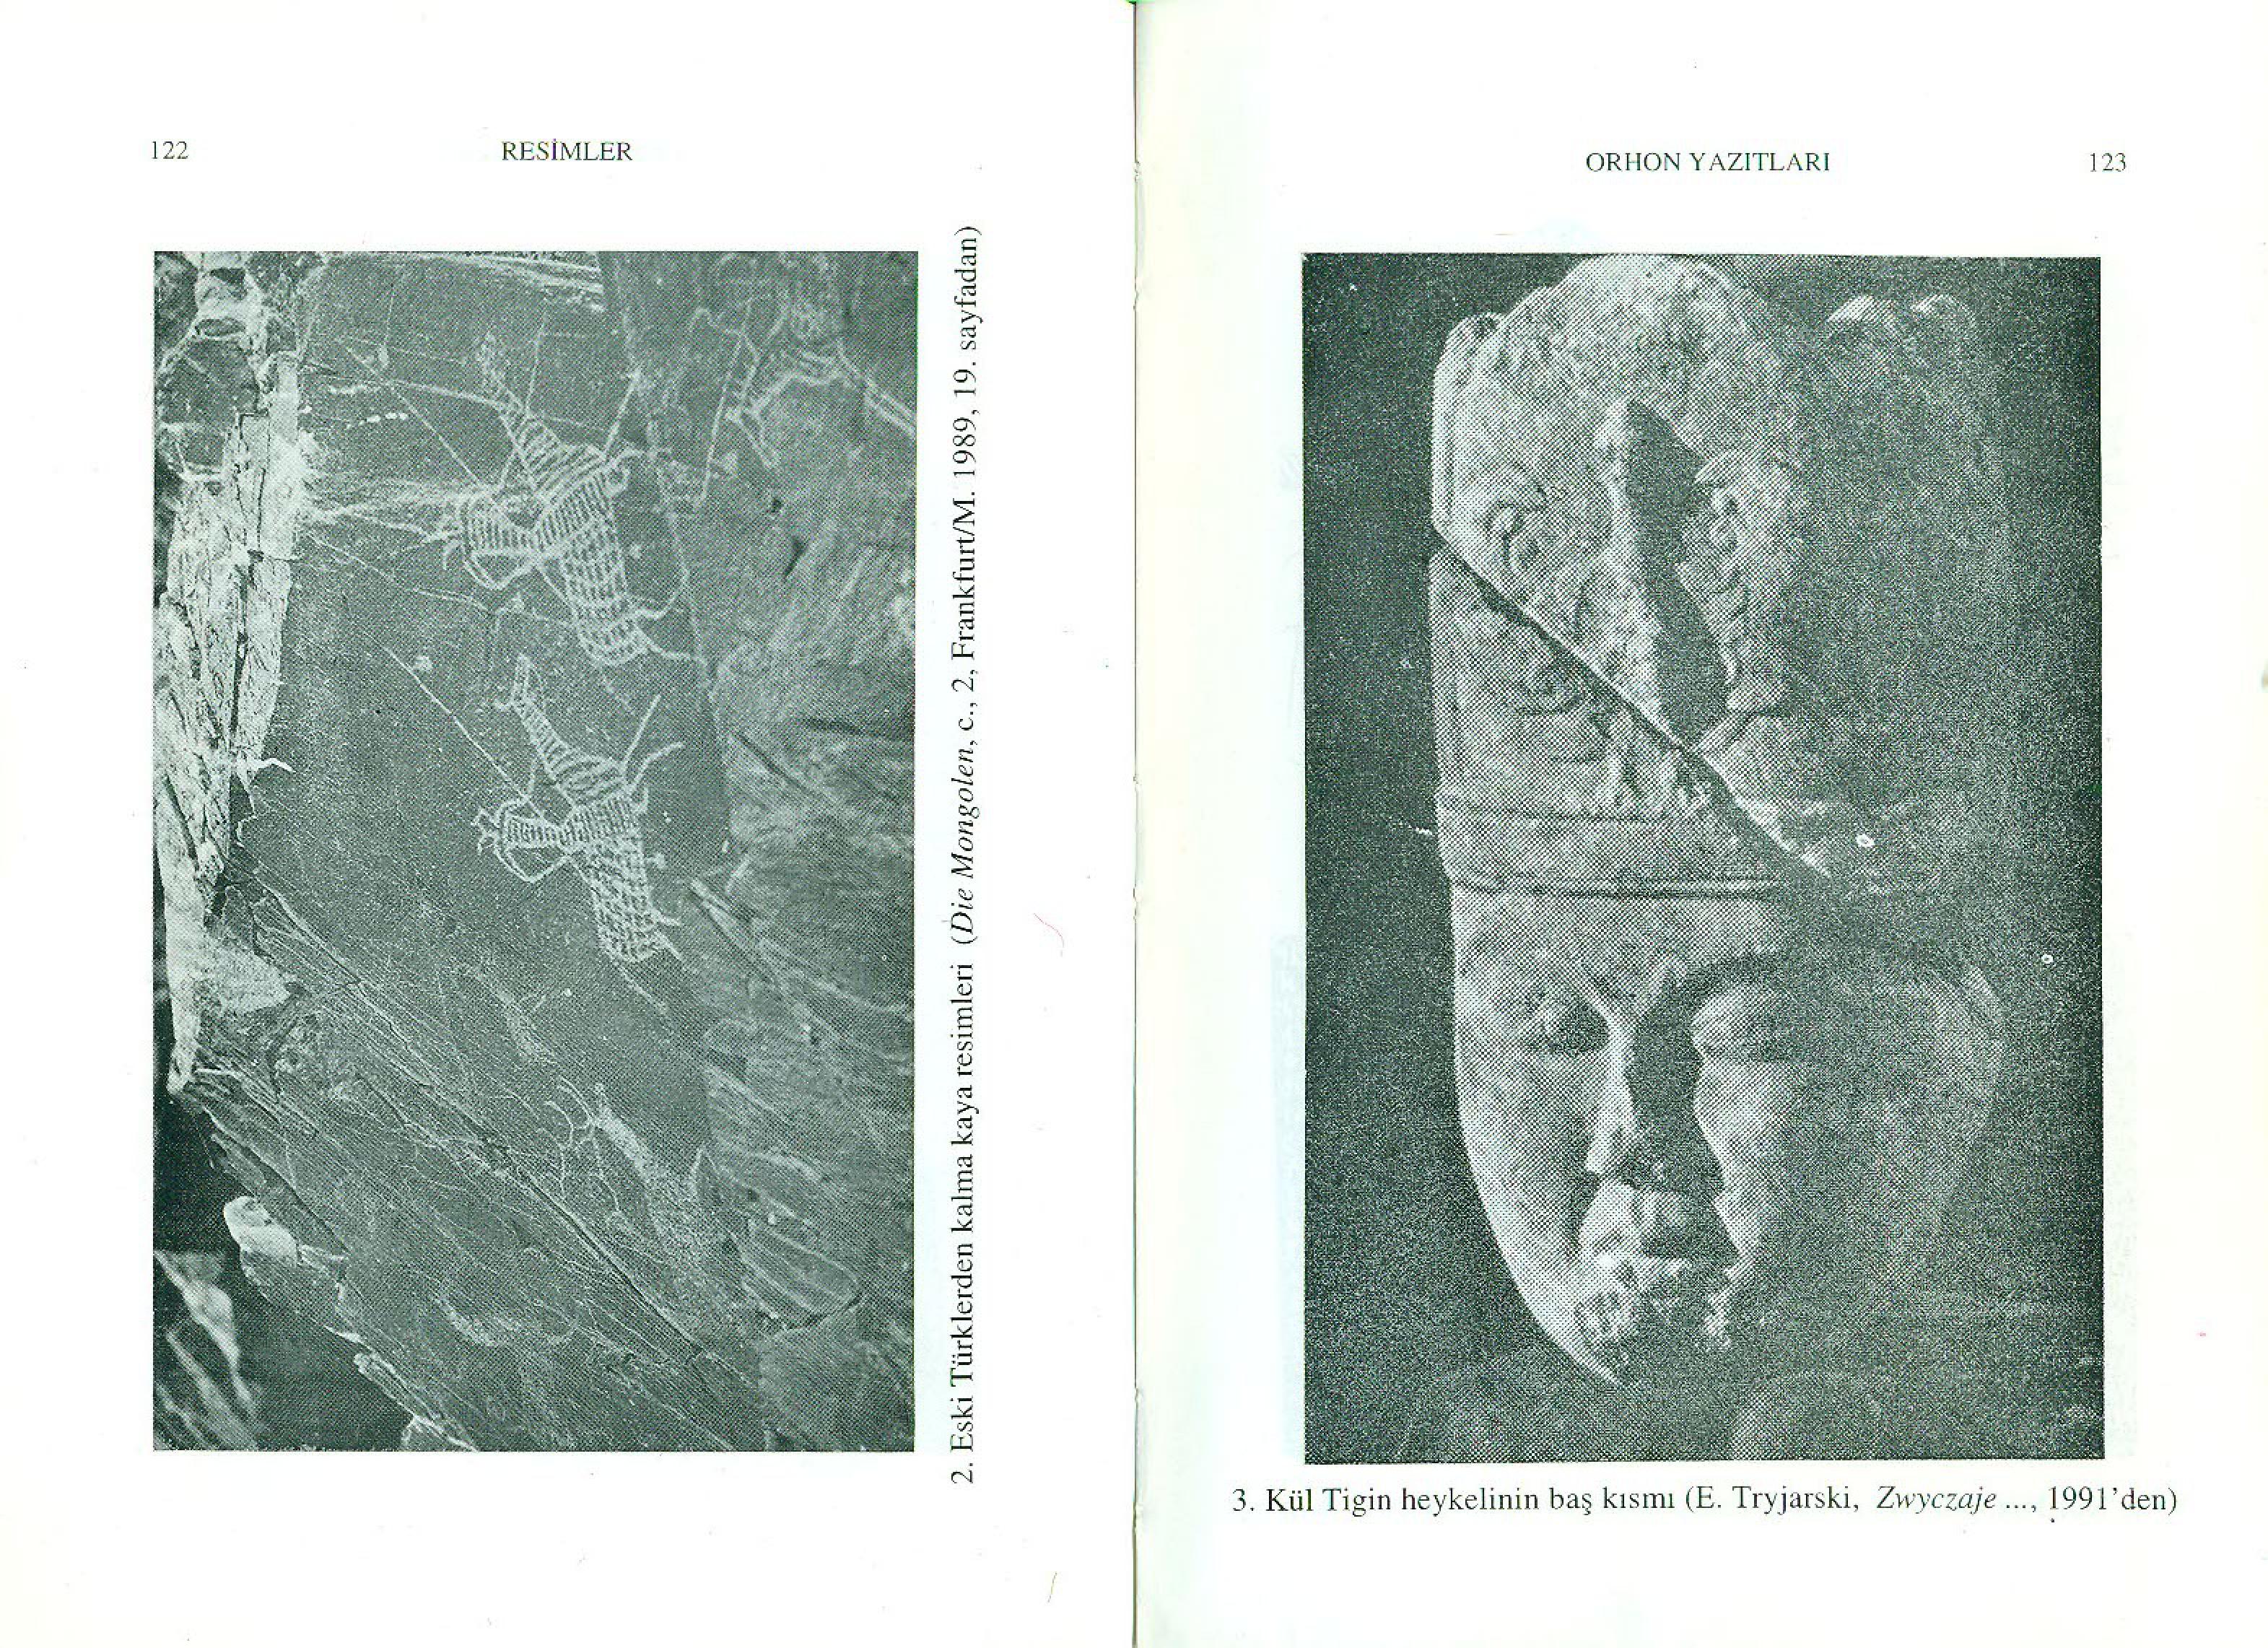 122
RESİMLER
2. Eski Türklerden kalma kaya resimleri (Die Mongolen, c., 2, Frankfurt/M. 1989, 19. sayfadan)
ORHON YAZITLARI
123
3. Kül Tigin heykelinin baş kısmı (E. Tryjarski, Zwyczaje ..., 1991'den)